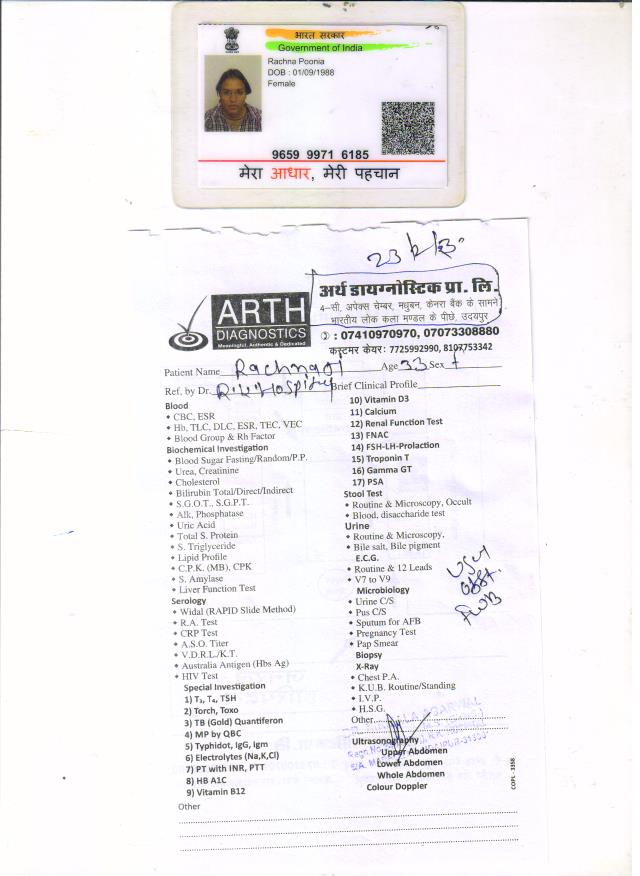 भारत सरकार
Government of India
Rachna Poonia
DOB : 01/09/1988
Female
9659 9971 6185
मेरा आधार, मेरी पहचान
ARTH
DIAGNOSTICS
Meaningful, Authentic & Dedicated
अर्थ डायग्नोस्टिक प्रा. लि.
4-सी, अपेक्स चेम्बर, मधुबन, केनरा बैंक के सामने
भारतीय लोक कला मण्डल के पीछे, उदयपुर
: 07410970970, 07073308880
कस्टमर केयर: 7725992990, 8107753342
Patient Name Age 33 Sex f
Ref. by Dr. Brief Clinical Profile
Blood
CBC, ESR
Hb, TLC, DLC, ESR, TEC, VEC
Blood Group & Rh Factor
Biochemical Investigation
Blood Sugar Fasting/Random/P.P.
Urea, Creatinine
Cholesterol
Bilirubin Total/Direct/Indirect
S.G.O.T., S.G.P.T.
Alk, Phosphatase
Uric Acid
Total S. Protein
S. Triglyceride
Lipid Profile
C.P.K. (MB), CPK
S. Amylase
Liver Function Test
Serology
Widal (RAPID Slide Method)
R.A. Test
CRP Test
A.S.O. Titer
V.D.R.L./K.T.
Australia Antigen (Hbs Ag)
HIV Test
Special Investigation
1) T3, T4, TSH
2) Torch, Toxo
3) TB (Gold) Quantiferon
4) MP by QBC
5) Typhidot, IgG, Igm
6) Electrolytes (Na,K,Cl)
7) PT with INR, PTT
8) HB A1C
9) Vitamin B12
10) Vitamin D3
11) Calcium
12) Renal Function Test
13) FNAC
14) FSH-LH-Prolaction
15) Troponin T
16) Gamma GT
17) PSA
Stool Test
Routine & Microscopy, Occult
Blood, disaccharide test
Urine
Routine & Microscopy,
Bile salt, Bile pigment
E.C.G.
Routine & 12 Leads
V7 to V9
Microbiology
Urine C/S
Pus C/S
Sputum for AFB
Pregnancy Test
Pap Smear
Biopsy
X-Ray
Chest P.A.
K.U.B. Routine/Standing
I.V.P.
H.S.G.
Other
Ultrasonography
Upper Abdomen
Lower Abdomen
Whole Abdomen
Colour Doppler
Other
COPL - 3358